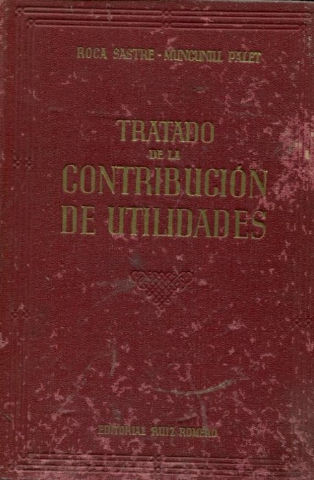 ROCA SASTRE - MUNCUNILL PALET
TRATADO
DE LA
CONTRIBUCIÓN
DE UTILIDADES
EDITORIAL RUIZ ROMERO